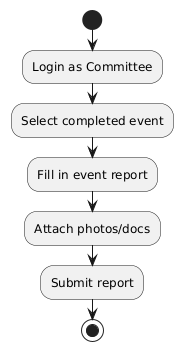 Login as Committee
Select completed event
Fill in event report
Attach photos/docs
Submit report